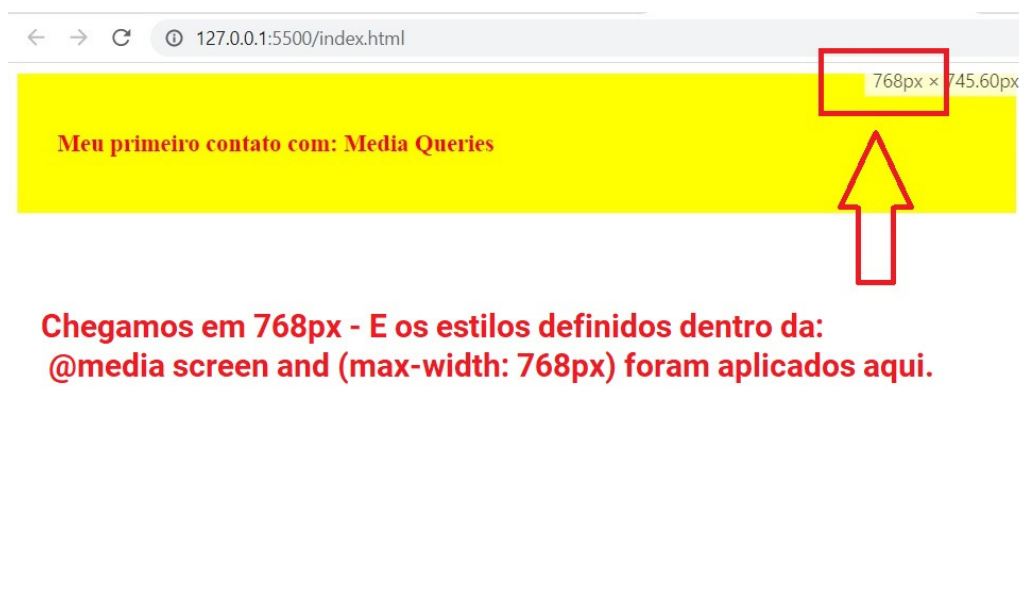 127.0.0.1:5500/index.html
768px × 745.60px
Meu primeiro contato com: Media Queries
Chegamos em 768px - E os estilos definidos dentro da:
@media screen and (max-width: 768px) foram aplicados aqui.